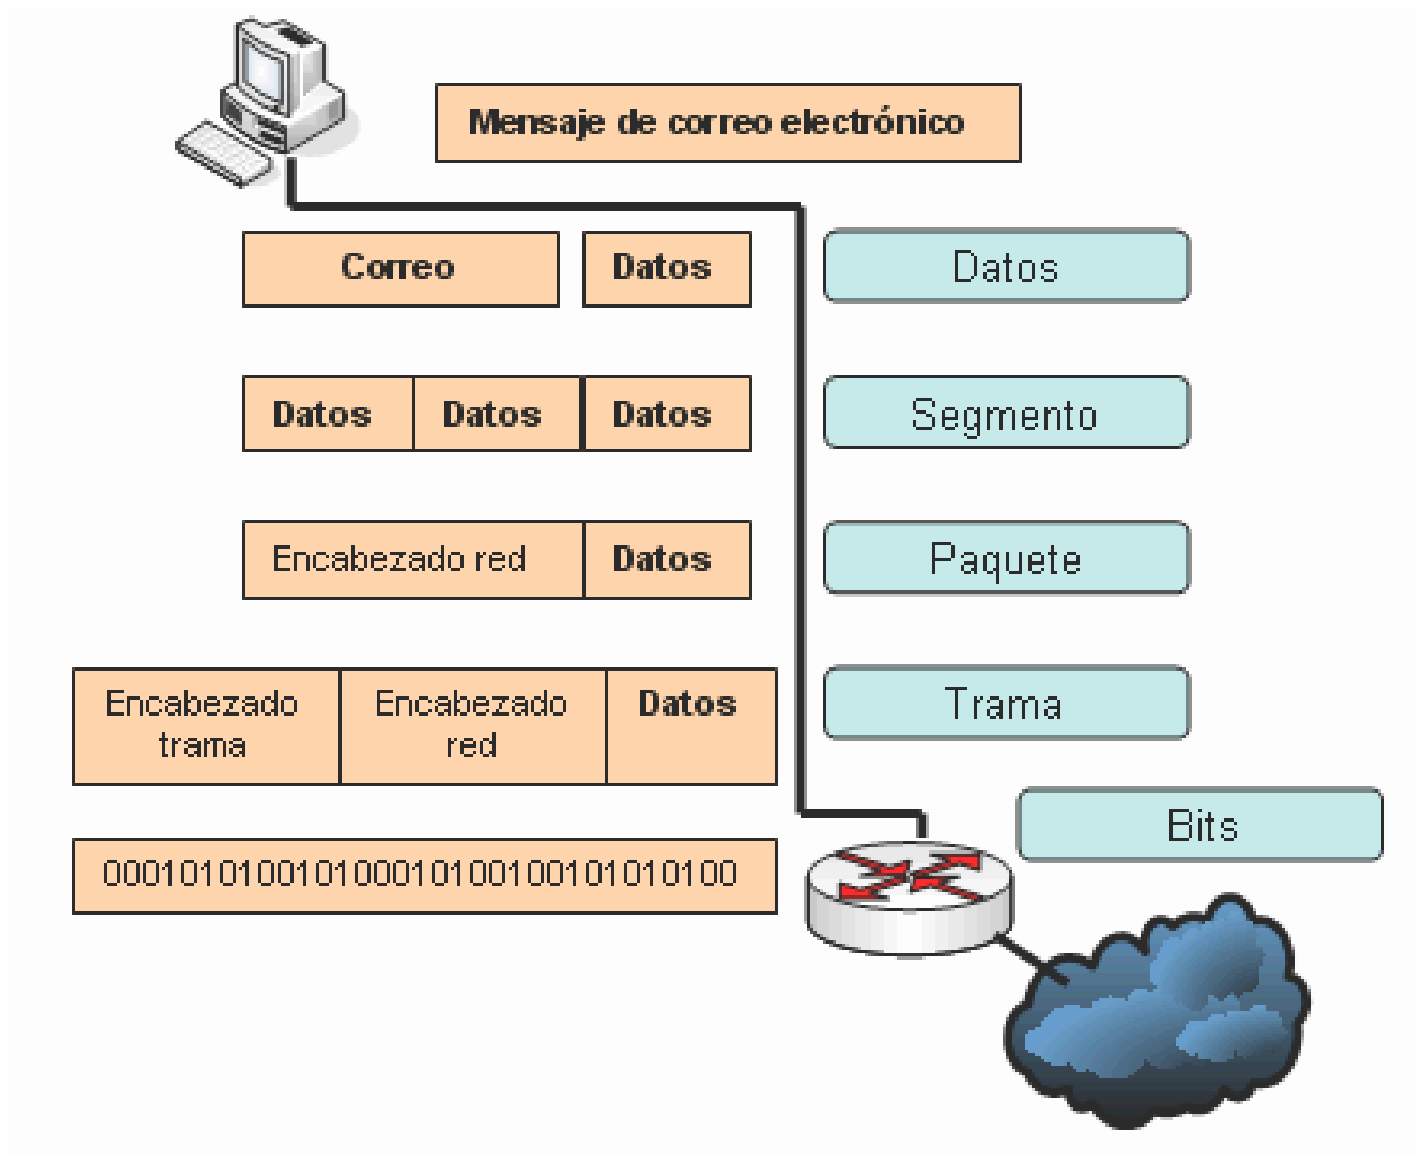 Mensaje de correo electrónico
Correo Datos Datos
Datos Datos Datos Segmento
Encabezado red Datos Paquete
Encabezado trama Encabezado red Datos Trama
Bits
00010101001010001010010010101010100